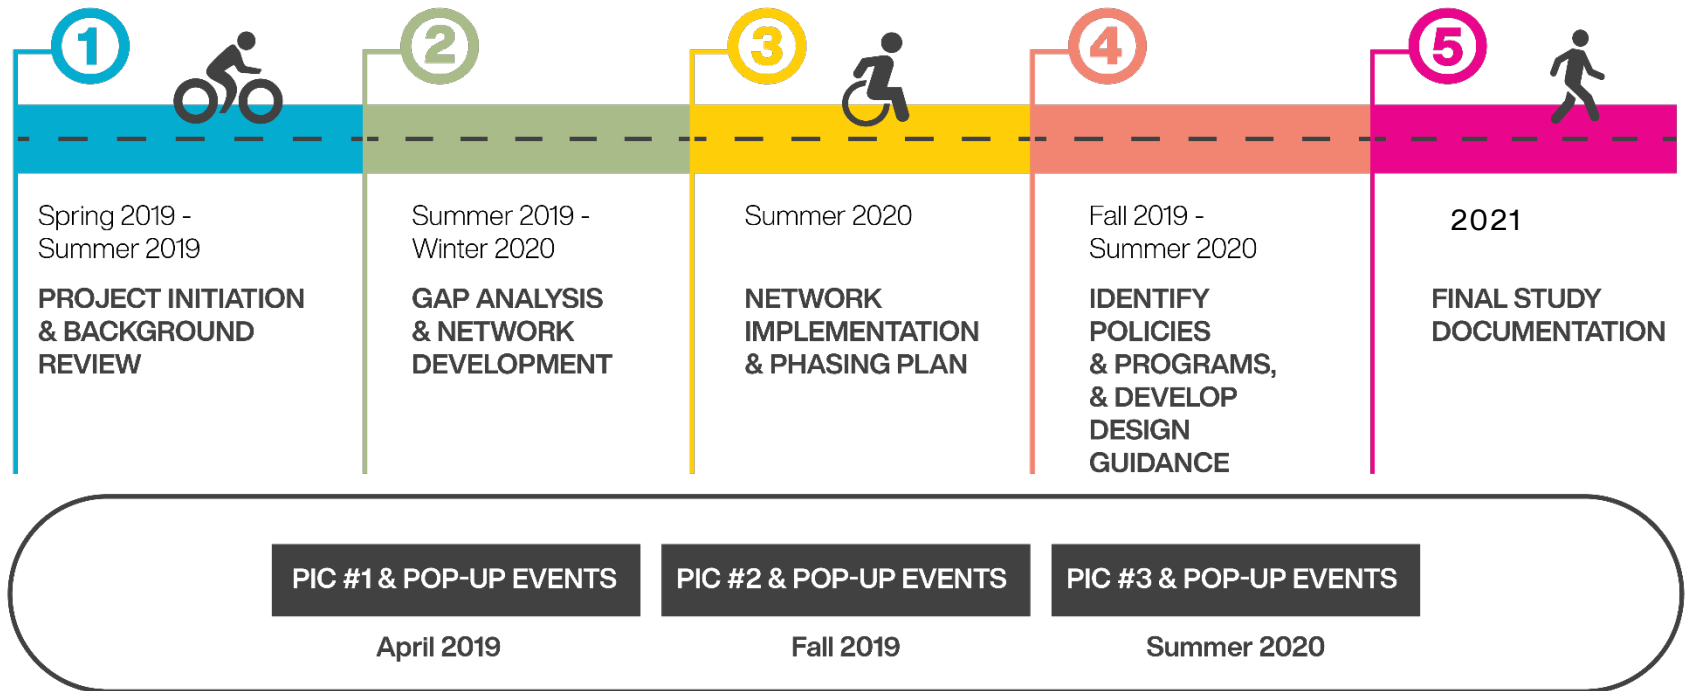 1
Spring 2019 -
Summer 2019
PROJECT INITIATION
& BACKGROUND
REVIEW
2
Summer 2019 -
Winter 2020
GAP ANALYSIS
& NETWORK
DEVELOPMENT
3
Summer 2020
NETWORK
IMPLEMENTATION
& PHASING PLAN
4
Fall 2019 -
Summer 2020
IDENTIFY
POLICIES
& PROGRAMS,
& DEVELOP
DESIGN
GUIDANCE
5
2021
FINAL STUDY
DOCUMENTATION
PIC #1 & POP-UP EVENTS
April 2019
PIC #2 & POP-UP EVENTS
Fall 2019
PIC #3 & POP-UP EVENTS
Summer 2020